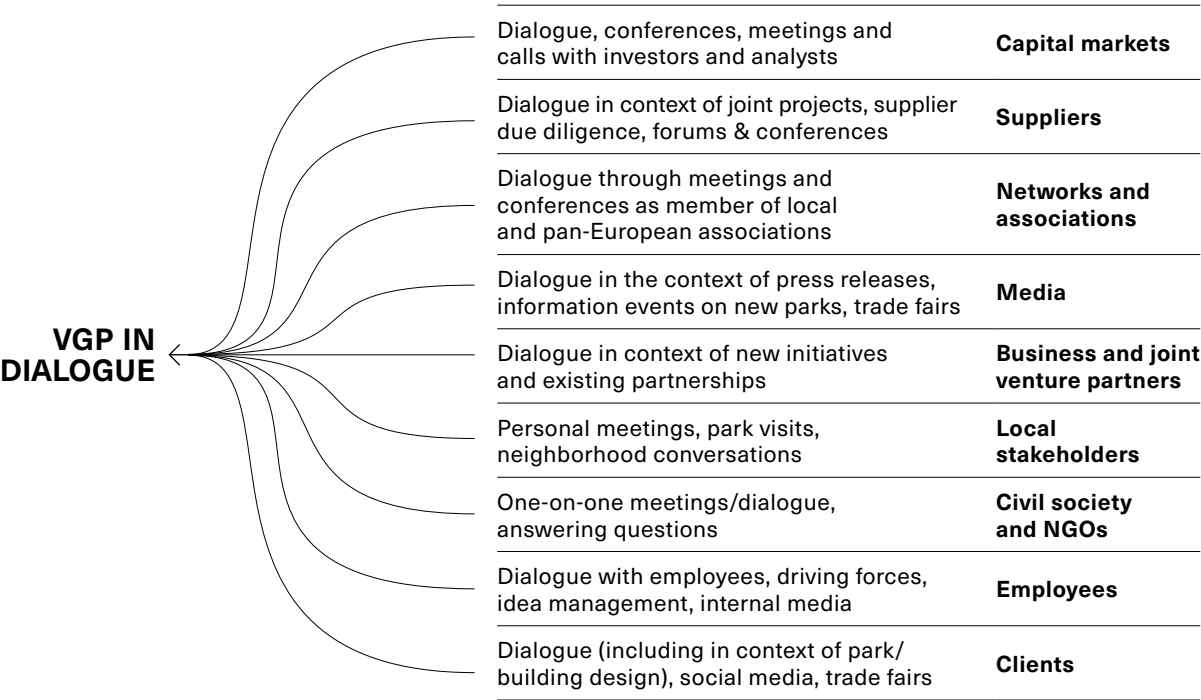 VGP IN
DIALOGUE
Dialogue, conferences, meetings and
calls with investors and analysts
Capital markets
Dialogue in context of joint projects, supplier
due diligence, forums & conferences
Suppliers
Dialogue through meetings and
conferences as member of local
and pan-European associations
Networks and
associations
Dialogue in the context of press releases,
information events on new parks, trade fairs
Media
Dialogue in context of new initiatives
and existing partnerships
Business and joint
venture partners
Personal meetings, park visits,
neighborhood conversations
Local
stakeholders
One-on-one meetings/dialogue,
answering questions
Civil society
and NGOs
Dialogue with employees, driving forces,
idea management, internal media
Employees
Dialogue (including in context of park/
building design), social media, trade fairs
Clients